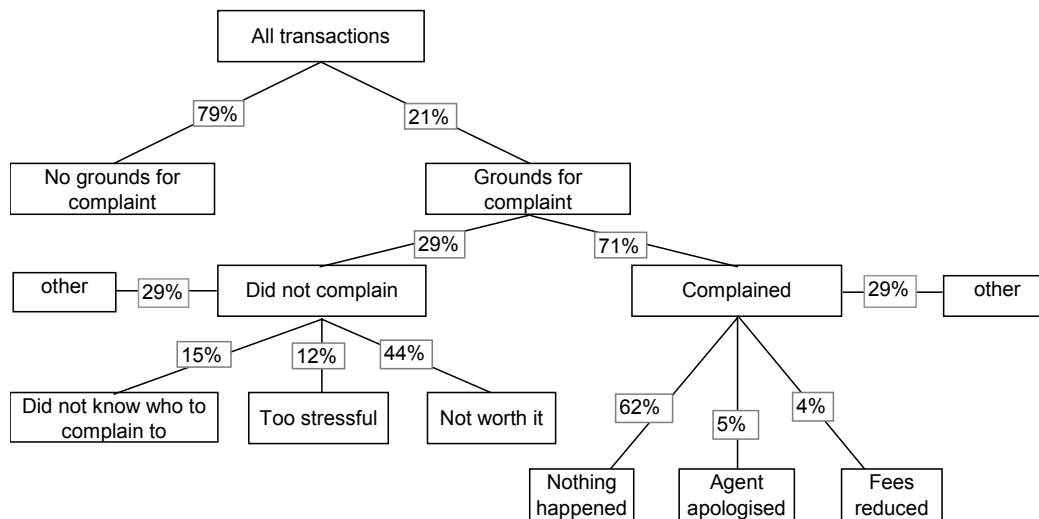 All transactions
79%
21%
No grounds for
complaint
Grounds for
complaint
29%
71%
other
29%
Did not complain
Complained
29%
other
15%
12%
44%
62%
5%
4%
Did not know who to
complain to
Too stressful
Not worth it
Nothing
happened
Agent
apologised
Fees
reduced